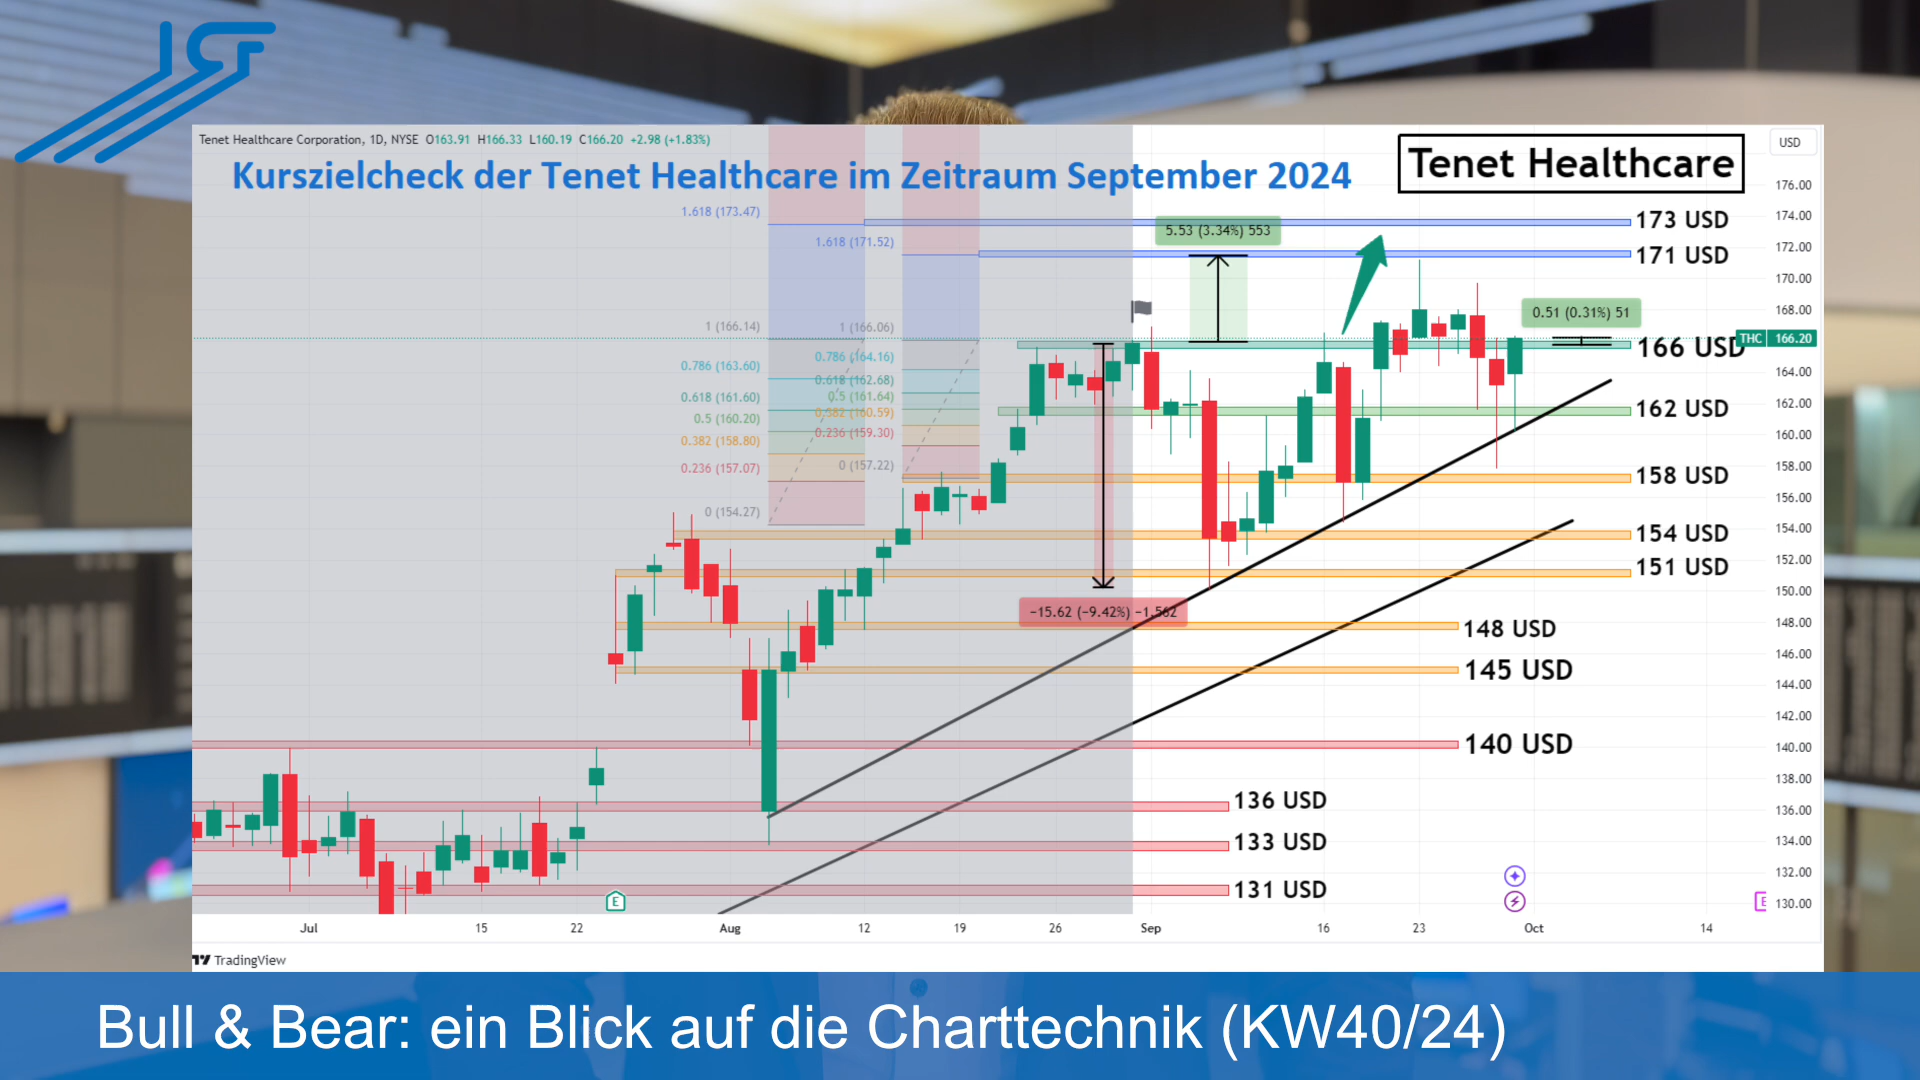 Tenet Healthcare Corporation, 1D, NYSE O163.91 H166.33 L160.19 C166.20 +2.98 (+1.83%)
USD
Tenet Healthcare
Kurszielcheck der Tenet Healthcare im Zeitraum September 2024
176.00
1.618 (173.47)
174.00
173 USD
5.53 (3.34%) 553
1.618 (171.52)
172.00
171 USD
170.00
168.00
0.51 (0.31%) 51
1 (166.14)
1 (166.06)
THC 166.20
166 USD
0.786 (163.60)
0.786 (164.16)
164.00
0.618 (161.60)
0.618 (162.68)
162.00
162 USD
0.5 (160.20)
0.5 (161.64)
0.382 (158.80)
0.382 (160.59)
160.00
0.236 (157.07)
0.236 (159.30)
0 (157.22)
158.00
158 USD
156.00
0 (154.27)
154.00
154 USD
152.00
151 USD
150.00
−15.62 (−9.42%) −1,562
148.00
148 USD
146.00
145 USD
144.00
142.00
140.00
140 USD
138.00
136 USD
136.00
134.00
133 USD
132.00
131 USD
130.00
E
E
Jul 15 22 Aug 12 19 26 Sep 16 23 Oct 14
TradingView
Bull & Bear: ein Blick auf die Charttechnik (KW40/24)